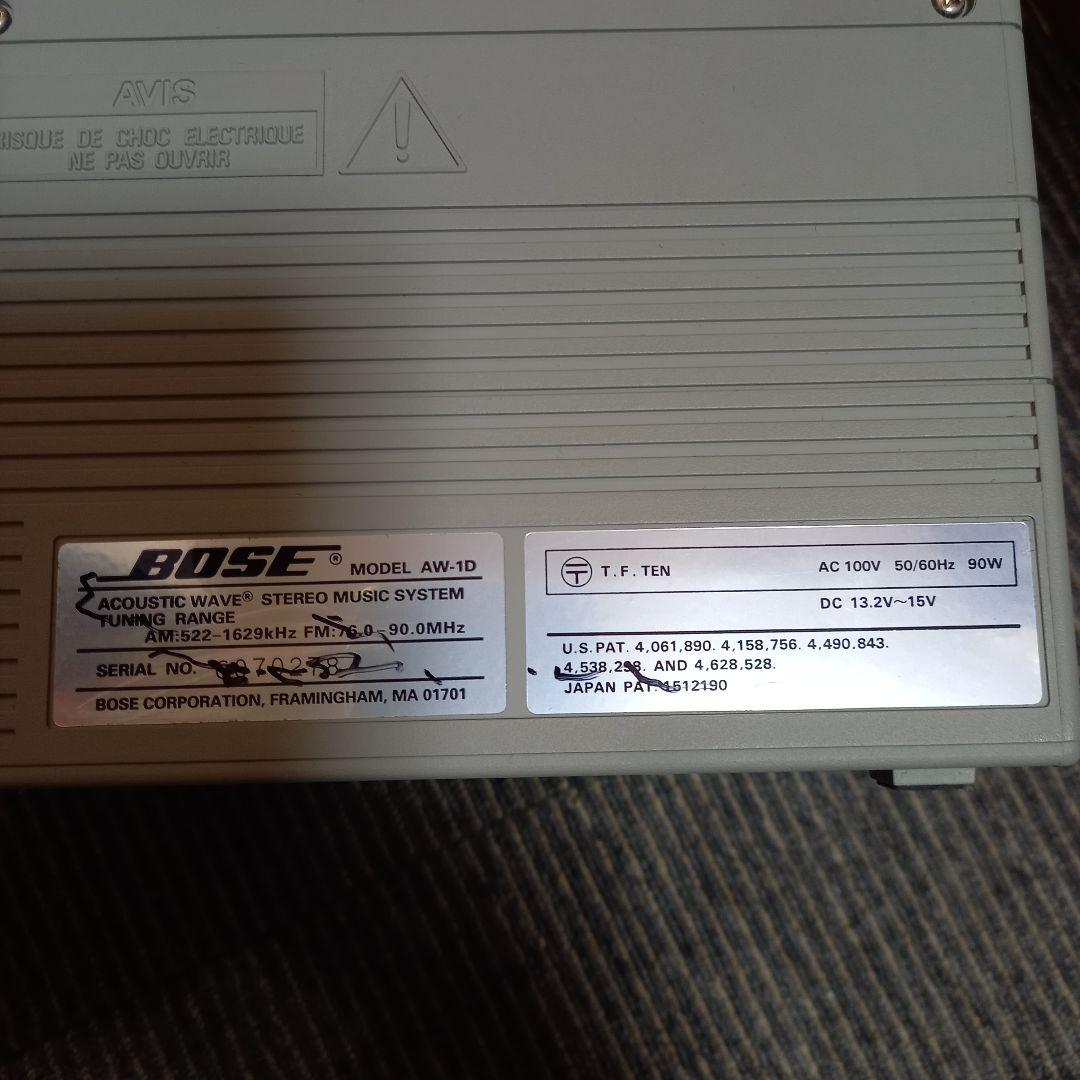 AVIS
RISQUE DE CHOC ELECTRIQUE
NE PAS OUVRIR
BOSE® MODEL AW-1D
ACOUSTIC WAVE® STEREO MUSIC SYSTEM
TUNING RANGE
AM:522-1629kHz FM:76.0-90.0MHz
SERIAL NO.
BOSE CORPORATION, FRAMINGHAM, MA 01701
T.F. TEN AC 100V 50/60Hz 90W
DC 13.2V~15V
U.S. PAT. 4,061,890. 4,158,756. 4,490.843.
4,538,298. AND 4,628,528.
JAPAN PAT. 1512190